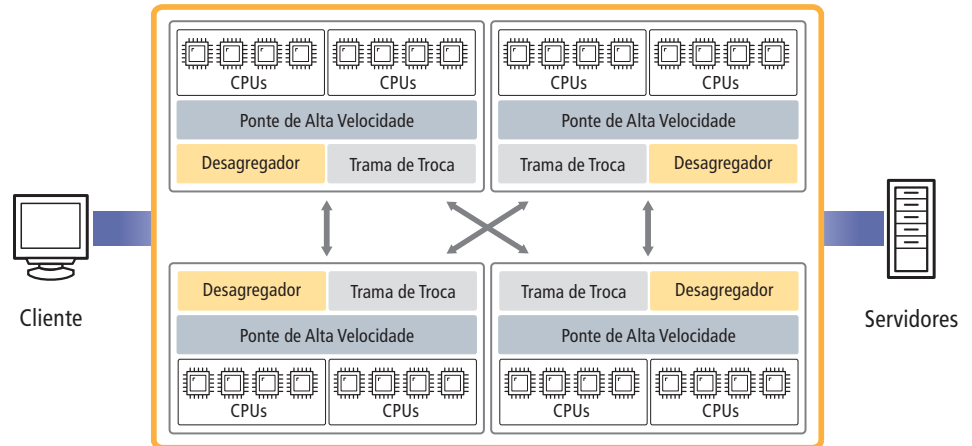 CPUs
CPUs
CPUs
CPUs
Ponte de Alta Velocidade
Ponte de Alta Velocidade
Desagregador
Trama de Troca
Trama de Troca
Desagregador
Cliente
Servidores
Desagregador
Trama de Troca
Trama de Troca
Desagregador
Ponte de Alta Velocidade
Ponte de Alta Velocidade
CPUs
CPUs
CPUs
CPUs